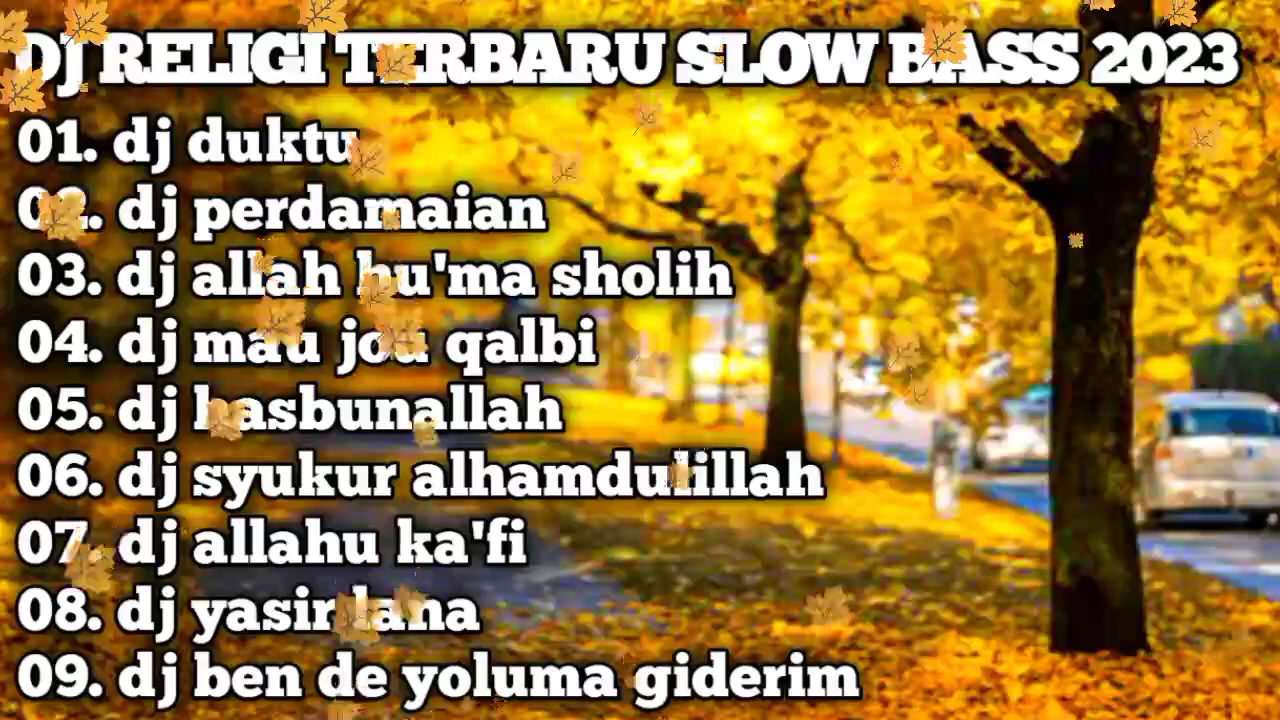 DJ RELIGI TERBARU SLOW BASS 2023
01. dj duktu
02. dj perdamaian
03. dj allah hu'ma sholih
04. dj mau jou qalbi
05. dj hasbunallah
06. dj syukur alhamdulillah
07. dj allahu ka'fi
08. dj yasir lana
09. dj ben de yoluma giderim